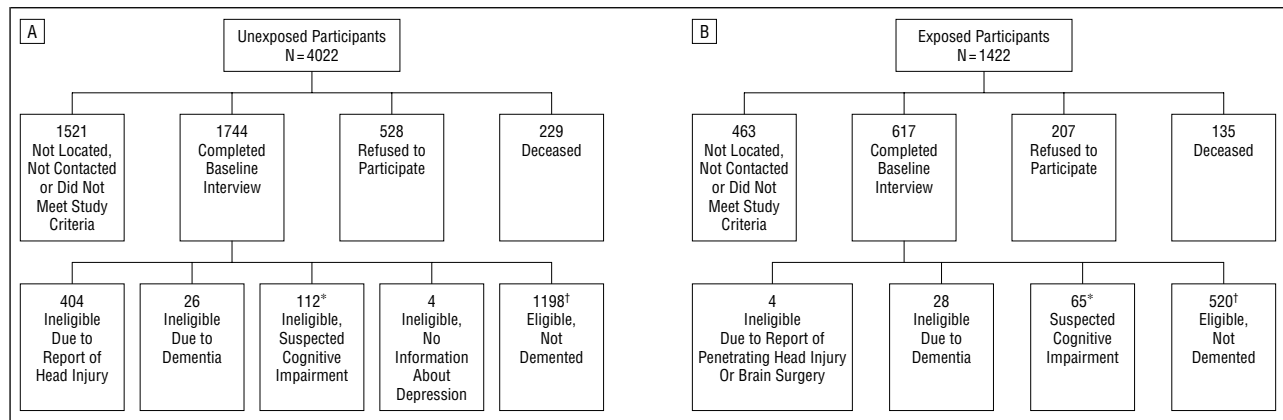 A
Unexposed Participants
N=4022
1521
Not Located,
Not Contacted
or Did Not
Meet Study
Criteria
1744
Completed
Baseline
Interview
528
Refused to
Participate
229
Deceased
404
Ineligible
Due to
Report of
Head Injury
26
Ineligible
Due to
Dementia
112*
Ineligible,
Suspected
Cognitive
Impairment
4
Ineligible,
No
Information
About
Depression
1198†
Eligible,
Not
Demented
B
Exposed Participants
N=1422
463
Not Located,
Not Contacted
or Did Not
Meet Study
Criteria
617
Completed
Baseline
Interview
207
Refused to
Participate
135
Deceased
4
Ineligible
Due to Report of
Penetrating Head Injury
Or Brain Surgery
28
Ineligible
Due to
Dementia
65*
Suspected
Cognitive
Impairment
520†
Eligible,
Not
Demented